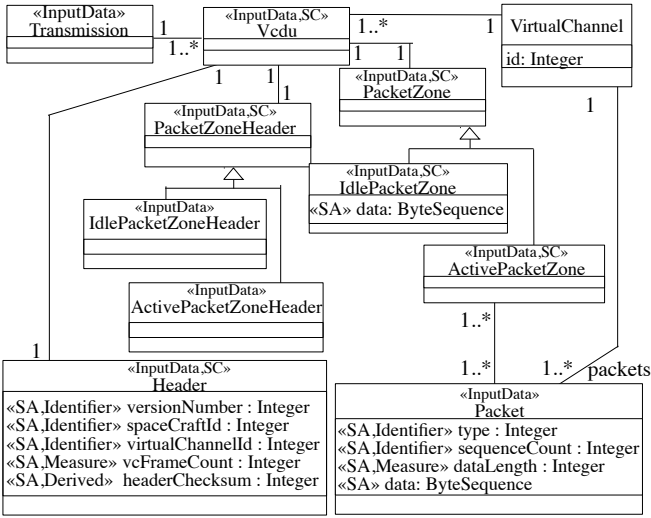 «InputData»
Transmission
1
1..*
«InputData,SC»
Vcdu
1..*
1
VirtualChannel
id: Integer
1
1
«InputData,SC»
PacketZone
1
1
1
1
«InputData,SC»
PacketZoneHeader
«InputData,SC»
IdlePacketZone
«SA» data: ByteSequence
«InputData»
IdlePacketZoneHeader
«InputData,SC»
ActivePacketZone
«InputData»
ActivePacketZoneHeader
1..*
1
1..*
1..* packets
«InputData,SC»
Header
«SA,Identifier» versionNumber : Integer
«SA,Identifier» spaceCraftId : Integer
«SA,Identifier» virtualChannelId : Integer
«SA,Measure» vcFrameCount : Integer
«SA,Derived» headerChecksum : Integer
«InputData»
Packet
«SA,Identifier» type : Integer
«SA,Identifier» sequenceCount : Integer
«SA,Measure» dataLength : Integer
«SA» data: ByteSequence